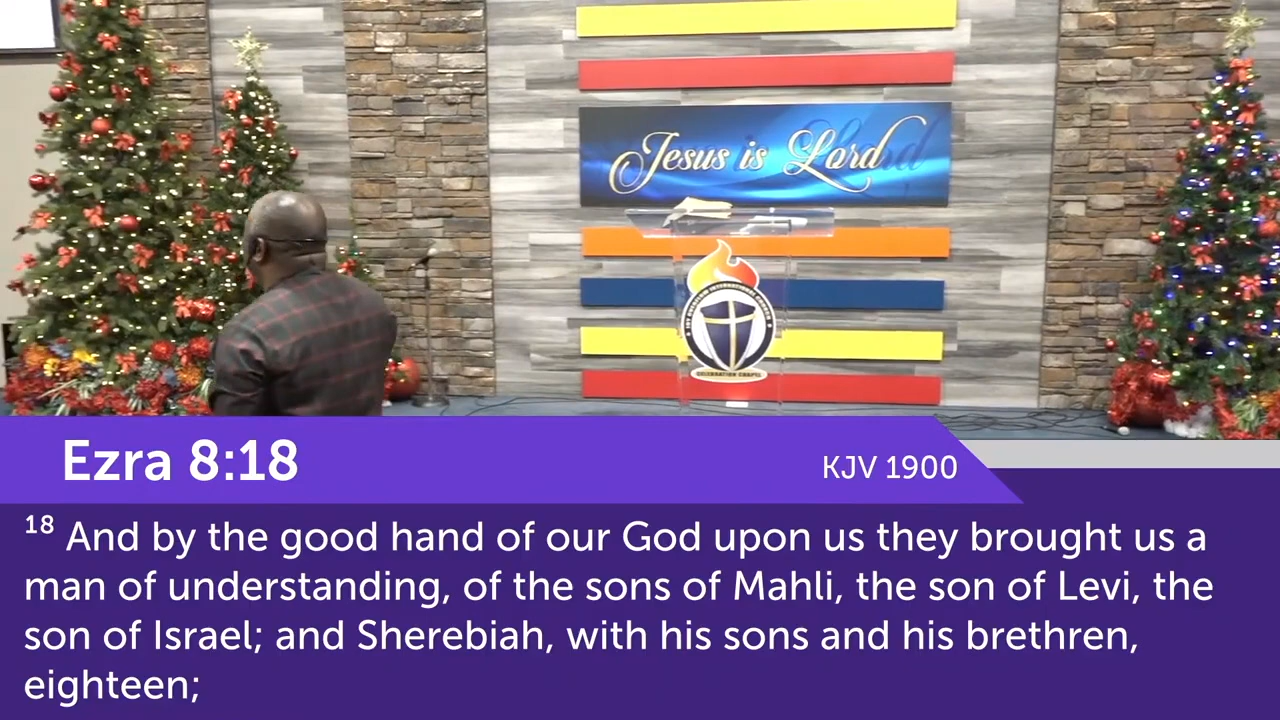 Jesus is Lord
CELEBRATION CHAPEL
Ezra 8:18
KJV 1900
18 And by the good hand of our God upon us they brought us a
man of understanding, of the sons of Mahli, the son of Levi, the
son of Israel; and Sherebiah, with his sons and his brethren,
eighteen;